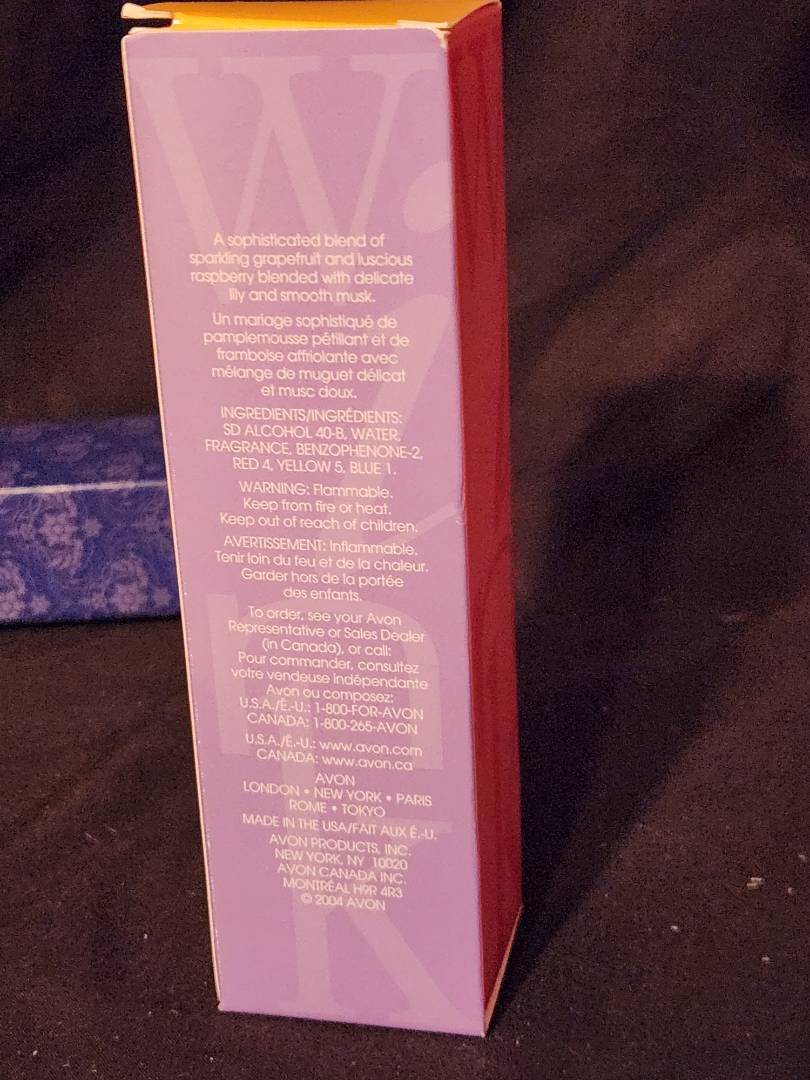 Wink
A sophisticated blend of
sparkling grapefruit and luscious
raspberry blended with delicate
lily and smooth musk.
Un mariage sophistiqué de
pamplemousse pétillant et de
framboise affriolante avec
mélange de muguet délicat
et musc doux.
INGREDIENTS/INGRÉDIENTS:
SD ALCOHOL 40-B, WATER,
FRAGRANCE, BENZOPHENONE-2,
RED 4, YELLOW 5, BLUE 1.
WARNING: Flammable.
Keep from fire or heat.
Keep out of reach of children.
AVERTISSEMENT: Inflammable.
Tenir loin du feu et de la chaleur.
Garder hors de la portée
des enfants.
To order, see your Avon
Representative or Sales Dealer
(in Canada), or call:
Pour commander, consultez
votre vendeuse indépendante
Avon ou composez:
U.S.A./É.-U.: 1-800-FOR-AVON
CANADA: 1-800-265-AVON
U.S.A./É.-U.: www.avon.com
CANADA: www.avon.ca
AVON
LONDON • NEW YORK • PARIS
ROME • TOKYO
MADE IN THE USA/FAIT AUX É.-U.
AVON PRODUCTS, INC.
NEW YORK, NY 10020
AVON CANADA INC.
MONTRÉAL H9R 4R3
© 2004 AVON